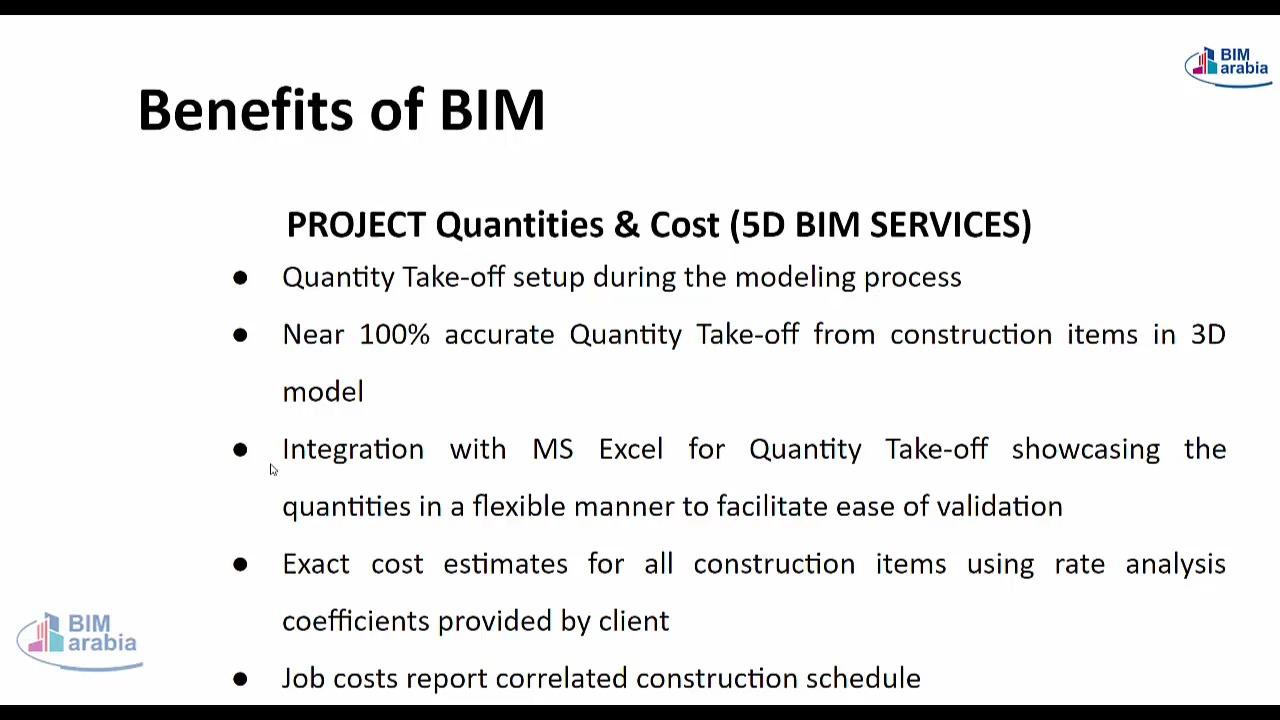 BIM
arabia
Benefits of BIM
PROJECT Quantities & Cost (5D BIM SERVICES)
● Quantity Take-off setup during the modeling process
● Near 100% accurate Quantity Take-off from construction items in 3D
model
● Integration with MS Excel for Quantity Take-off showcasing the
quantities in a flexible manner to facilitate ease of validation
● Exact cost estimates for all construction items using rate analysis
coefficients provided by client
● Job costs report correlated construction schedule
BIM
arabia